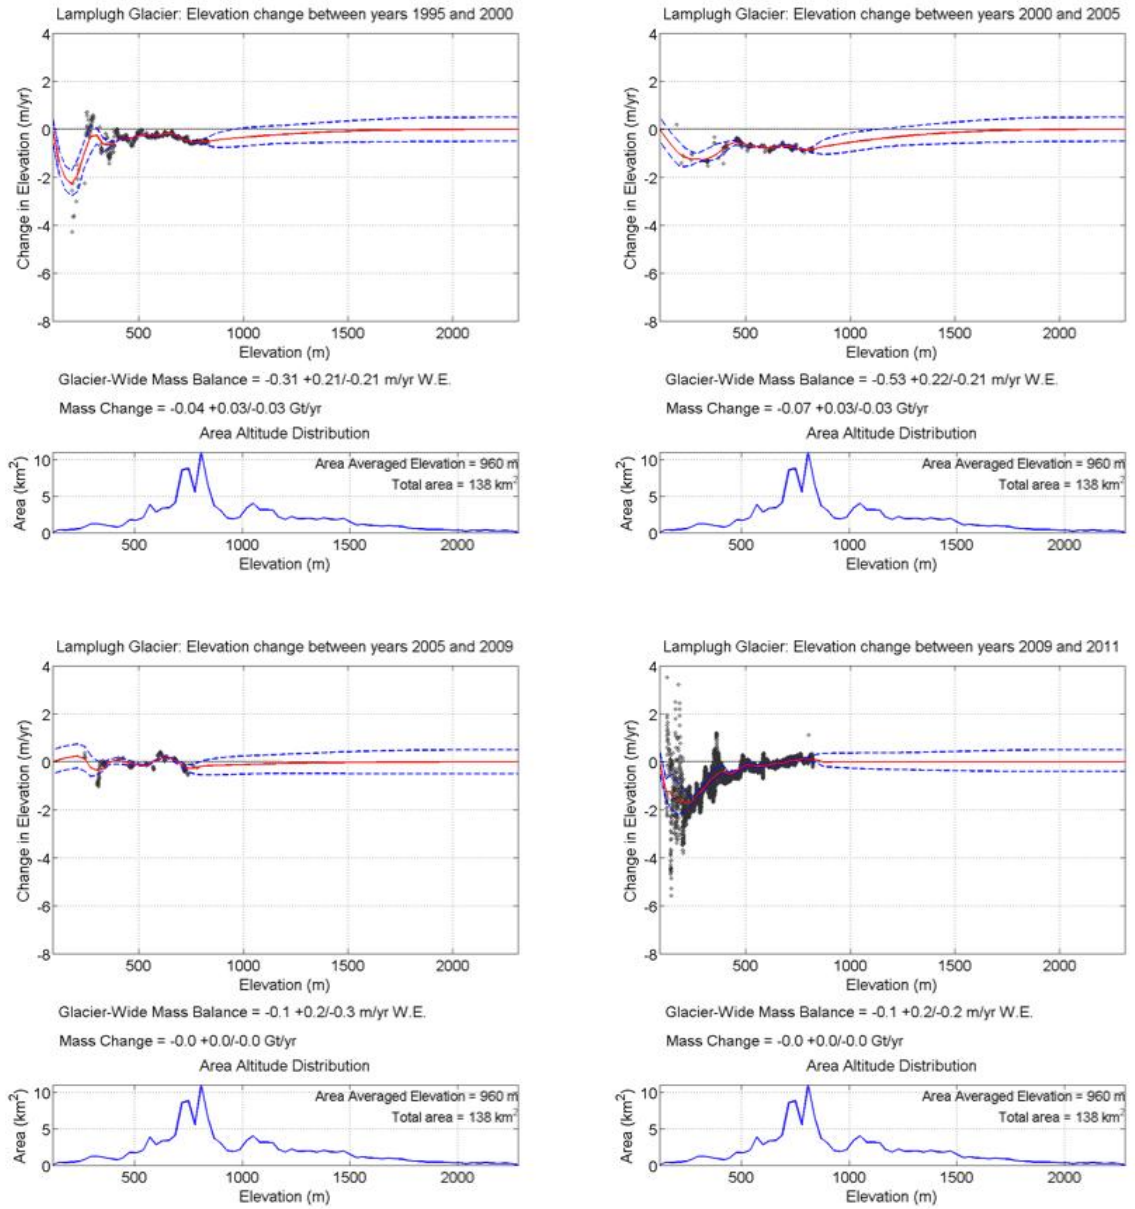 Lamplugh Glacier: Elevation change between years 1995 and 2000
4
2
0
-2
-4
-6
-8
Change in Elevation (m/yr)
500 1000 1500 2000
Elevation (m)
Glacier-Wide Mass Balance = -0.31 +0.21/-0.21 m/yr W.E.
Mass Change = -0.04 +0.03/-0.03 Gt/yr
Area Altitude Distribution
10
5
0
Area (km²)
Area Averaged Elevation = 960 m
Total area = 138 km²
500 1000 1500 2000
Elevation (m)
Lamplugh Glacier: Elevation change between years 2000 and 2005
4
2
0
-2
-4
-6
-8
Change in Elevation (m/yr)
500 1000 1500 2000
Elevation (m)
Glacier-Wide Mass Balance = -0.53 +0.22/-0.21 m/yr W.E.
Mass Change = -0.07 +0.03/-0.03 Gt/yr
Area Altitude Distribution
10
5
0
Area (km²)
Area Averaged Elevation = 960 m
Total area = 138 km²
500 1000 1500 2000
Elevation (m)
Lamplugh Glacier: Elevation change between years 2005 and 2009
4
2
0
-2
-4
-6
-8
Change in Elevation (m/yr)
500 1000 1500 2000
Elevation (m)
Glacier-Wide Mass Balance = -0.1 +0.2/-0.3 m/yr W.E.
Mass Change = -0.0 +0.0/-0.0 Gt/yr
Area Altitude Distribution
10
5
0
Area (km²)
Area Averaged Elevation = 960 m
Total area = 138 km²
500 1000 1500 2000
Elevation (m)
Lamplugh Glacier: Elevation change between years 2009 and 2011
4
2
0
-2
-4
-6
-8
Change in Elevation (m/yr)
500 1000 1500 2000
Elevation (m)
Glacier-Wide Mass Balance = -0.1 +0.2/-0.2 m/yr W.E.
Mass Change = -0.0 +0.0/-0.0 Gt/yr
Area Altitude Distribution
10
5
0
Area (km²)
Area Averaged Elevation = 960 m
Total area = 138 km²
500 1000 1500 2000
Elevation (m)